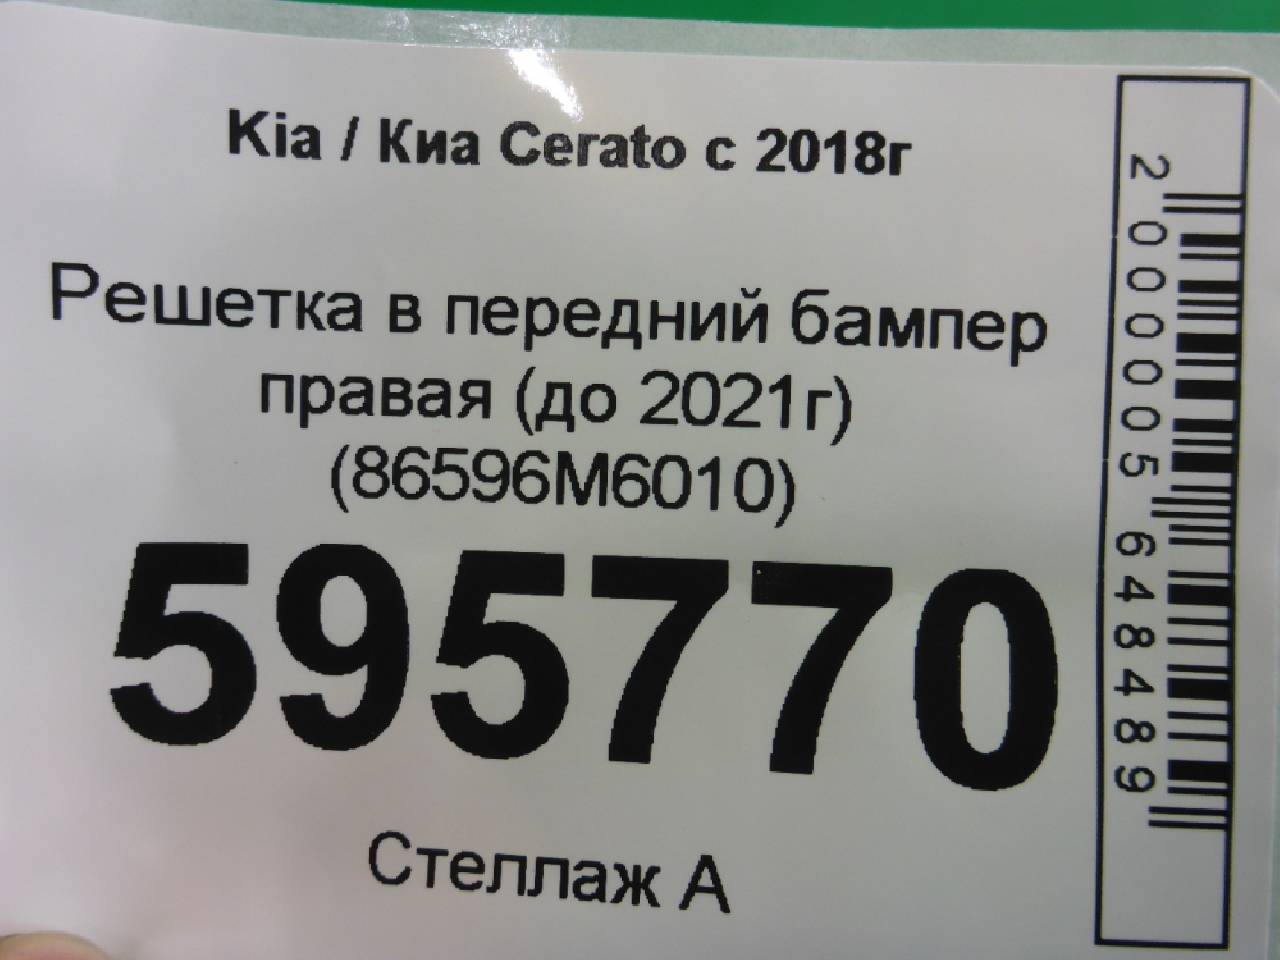 Kia / Киа Cerato с 2018г
Решетка в передний бампер
правая (до 2021г)
(86596M6010)
595770
Стеллаж А
2000005648489